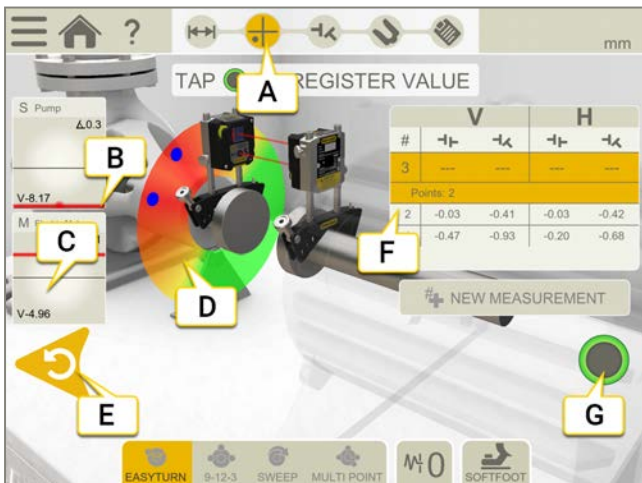 ?
mm
TAP REGISTER VALUE
A
S Pump
∡0.3
B
V-8.17
M
C
V-4.96
D
V H
#
3 --- --- --- ---
Points: 2
2 -0.03 -0.41 -0.03 -0.42
-0.47 -0.93 -0.20 -0.68
F
# NEW MEASUREMENT
E
G
0
EASYTURN 9-12-3 SWEEP MULTI POINT SOFTFOOT